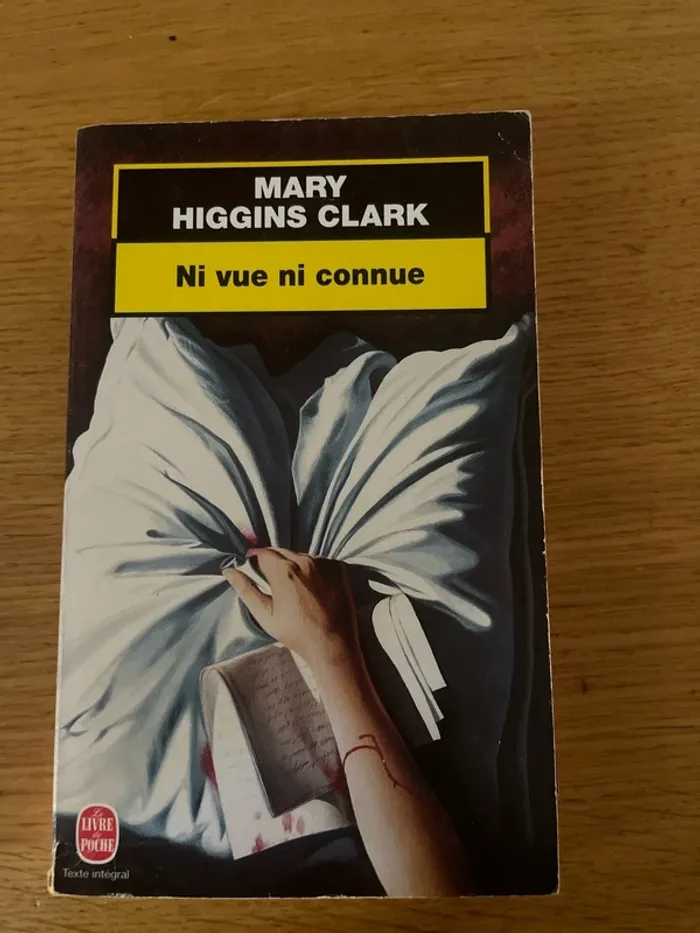 MARY
HIGGINS CLARK
Ni vue ni connue
Le
LIVRE
de
POCHE
Texte intégral